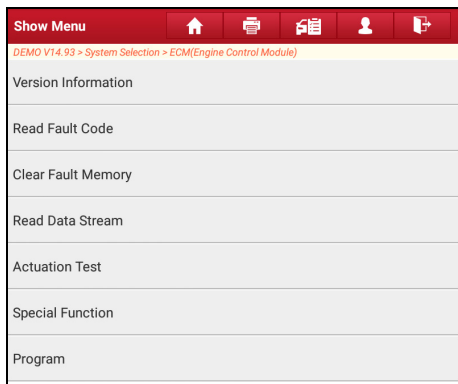 Show Menu
DEMO V14.93 > System Selection > ECM(Engine Control Module)
Version Information
Read Fault Code
Clear Fault Memory
Read Data Stream
Actuation Test
Special Function
Program